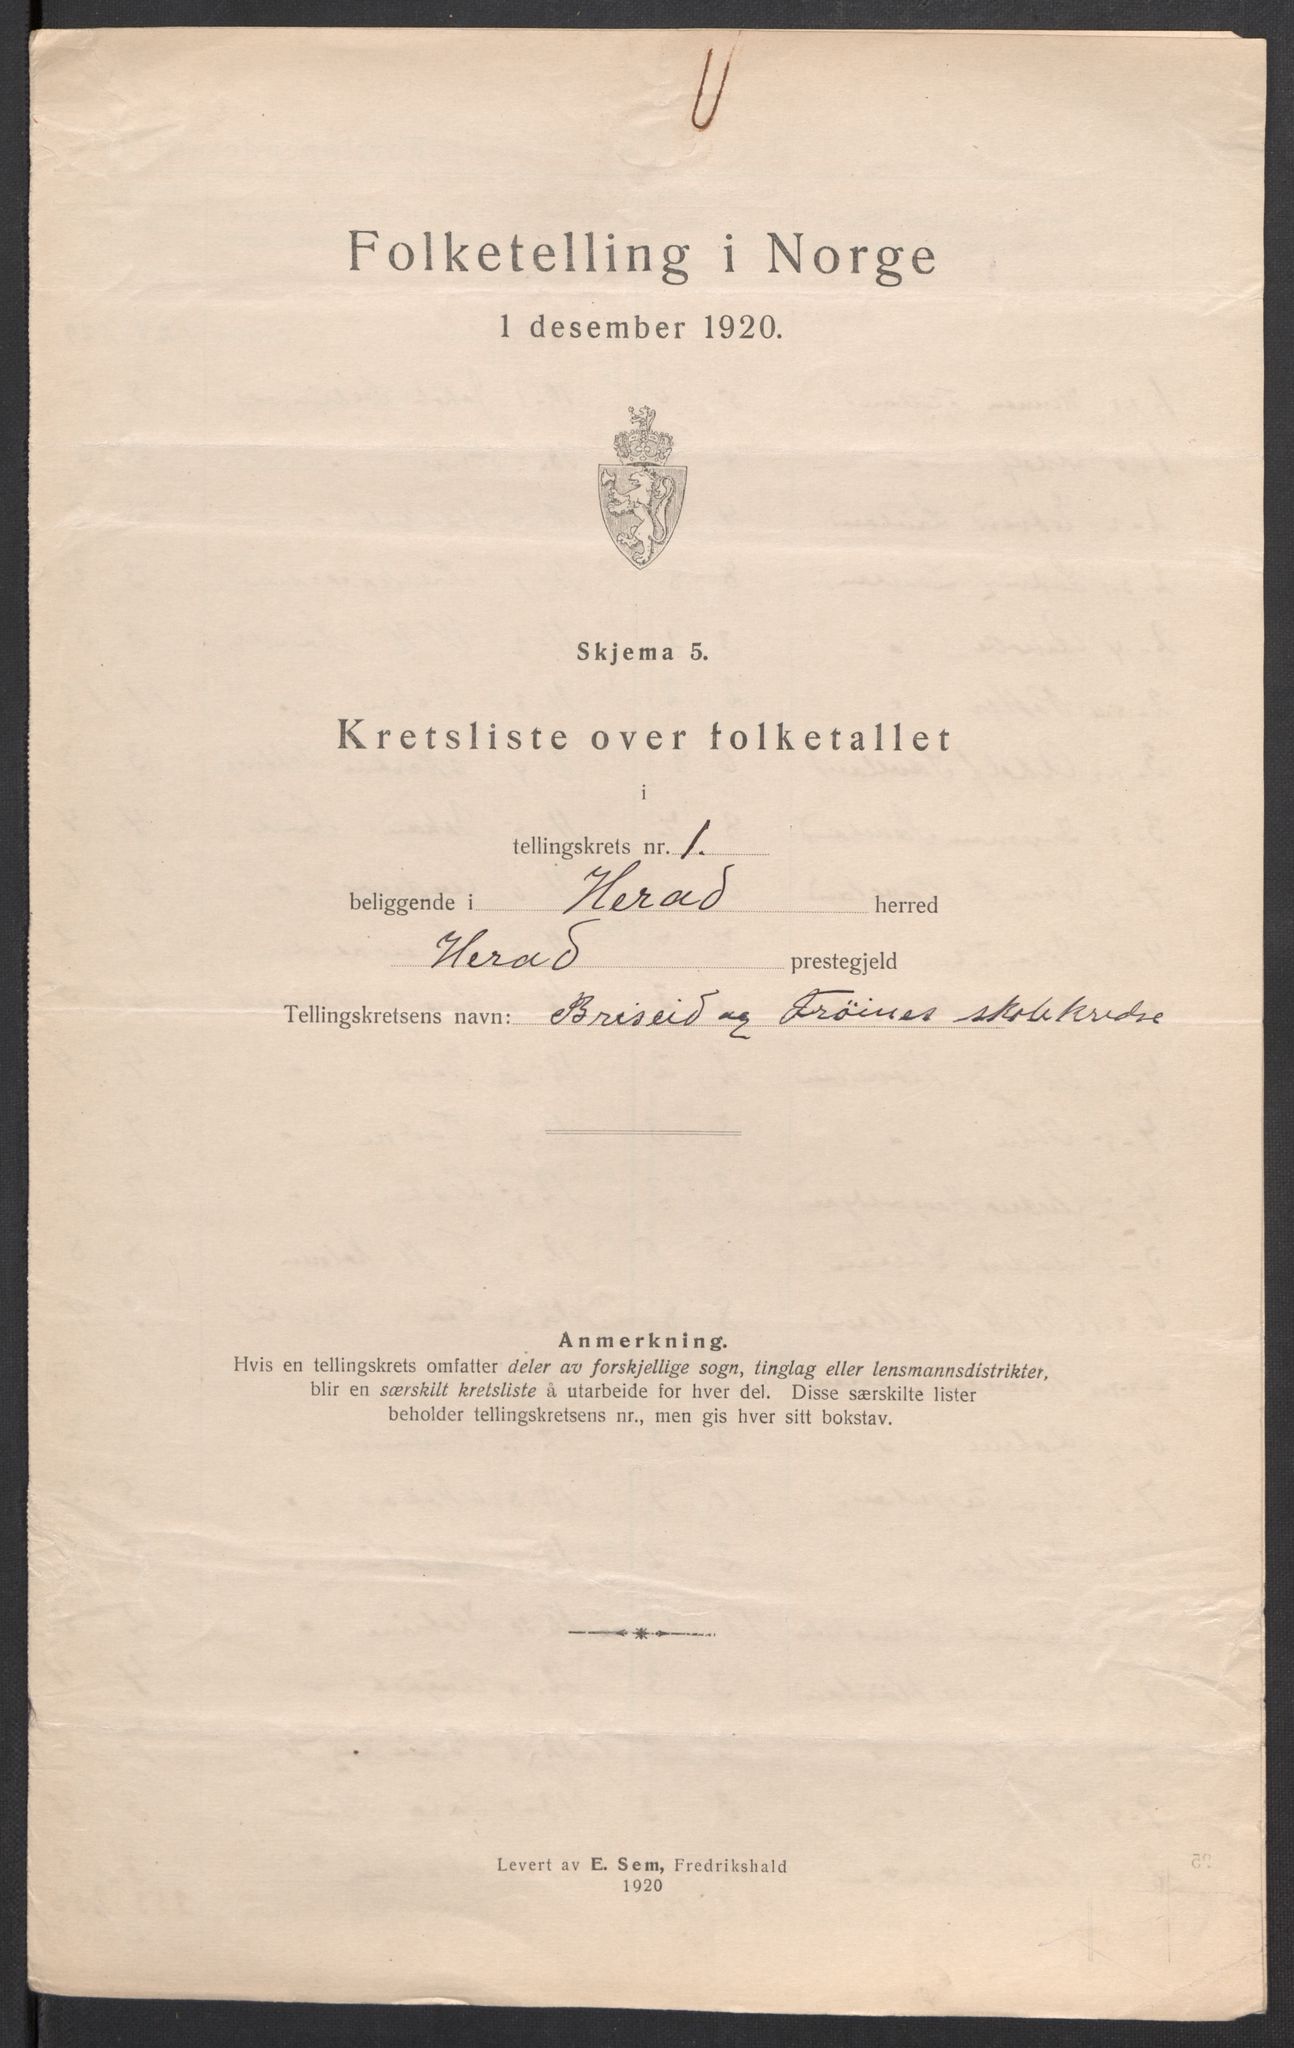 Folketelling i Norge
1 desember 1920.
Skjema 5.
Kretsliste over folketallet
i
tellingskrets nr. 1.
beliggende i Herad herred
Herad prestegjeld
Tellingskretsens navn: Briseid og Frøines skolekredse
Anmerkning.
Hvis en tellingskrets omfatter deler av forskjellige sogn, tinglag eller lensmannsdistrikter,
blir en særskilt kretsliste å utarbeide for hver del. Disse særskilte lister
beholder tellingskretsens nr., men gis hver sitt bokstav.
Levert av E. Sem, Fredrikshald
1920